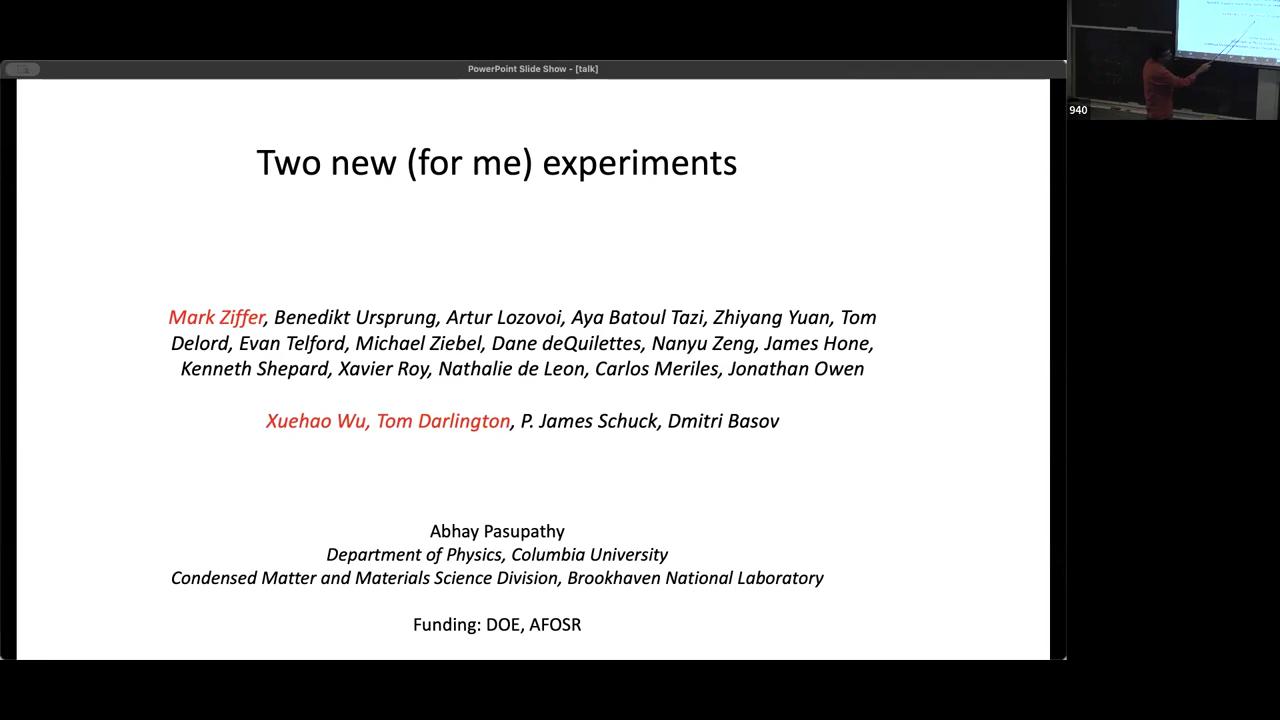 PowerPoint Slide Show - [talk]
Two new (for me) experiments
Mark Ziffer, Benedikt Ursprung, Artur Lozovoi, Aya Batoul Tazi, Zhiyang Yuan, Tom
Delord, Evan Telford, Michael Ziebel, Dane deQuilettes, Nanyu Zeng, James Hone,
Kenneth Shepard, Xavier Roy, Nathalie de Leon, Carlos Meriles, Jonathan Owen
Xuehao Wu, Tom Darlington, P. James Schuck, Dmitri Basov
Abhay Pasupathy
Department of Physics, Columbia University
Condensed Matter and Materials Science Division, Brookhaven National Laboratory
Funding: DOE, AFOSR
940